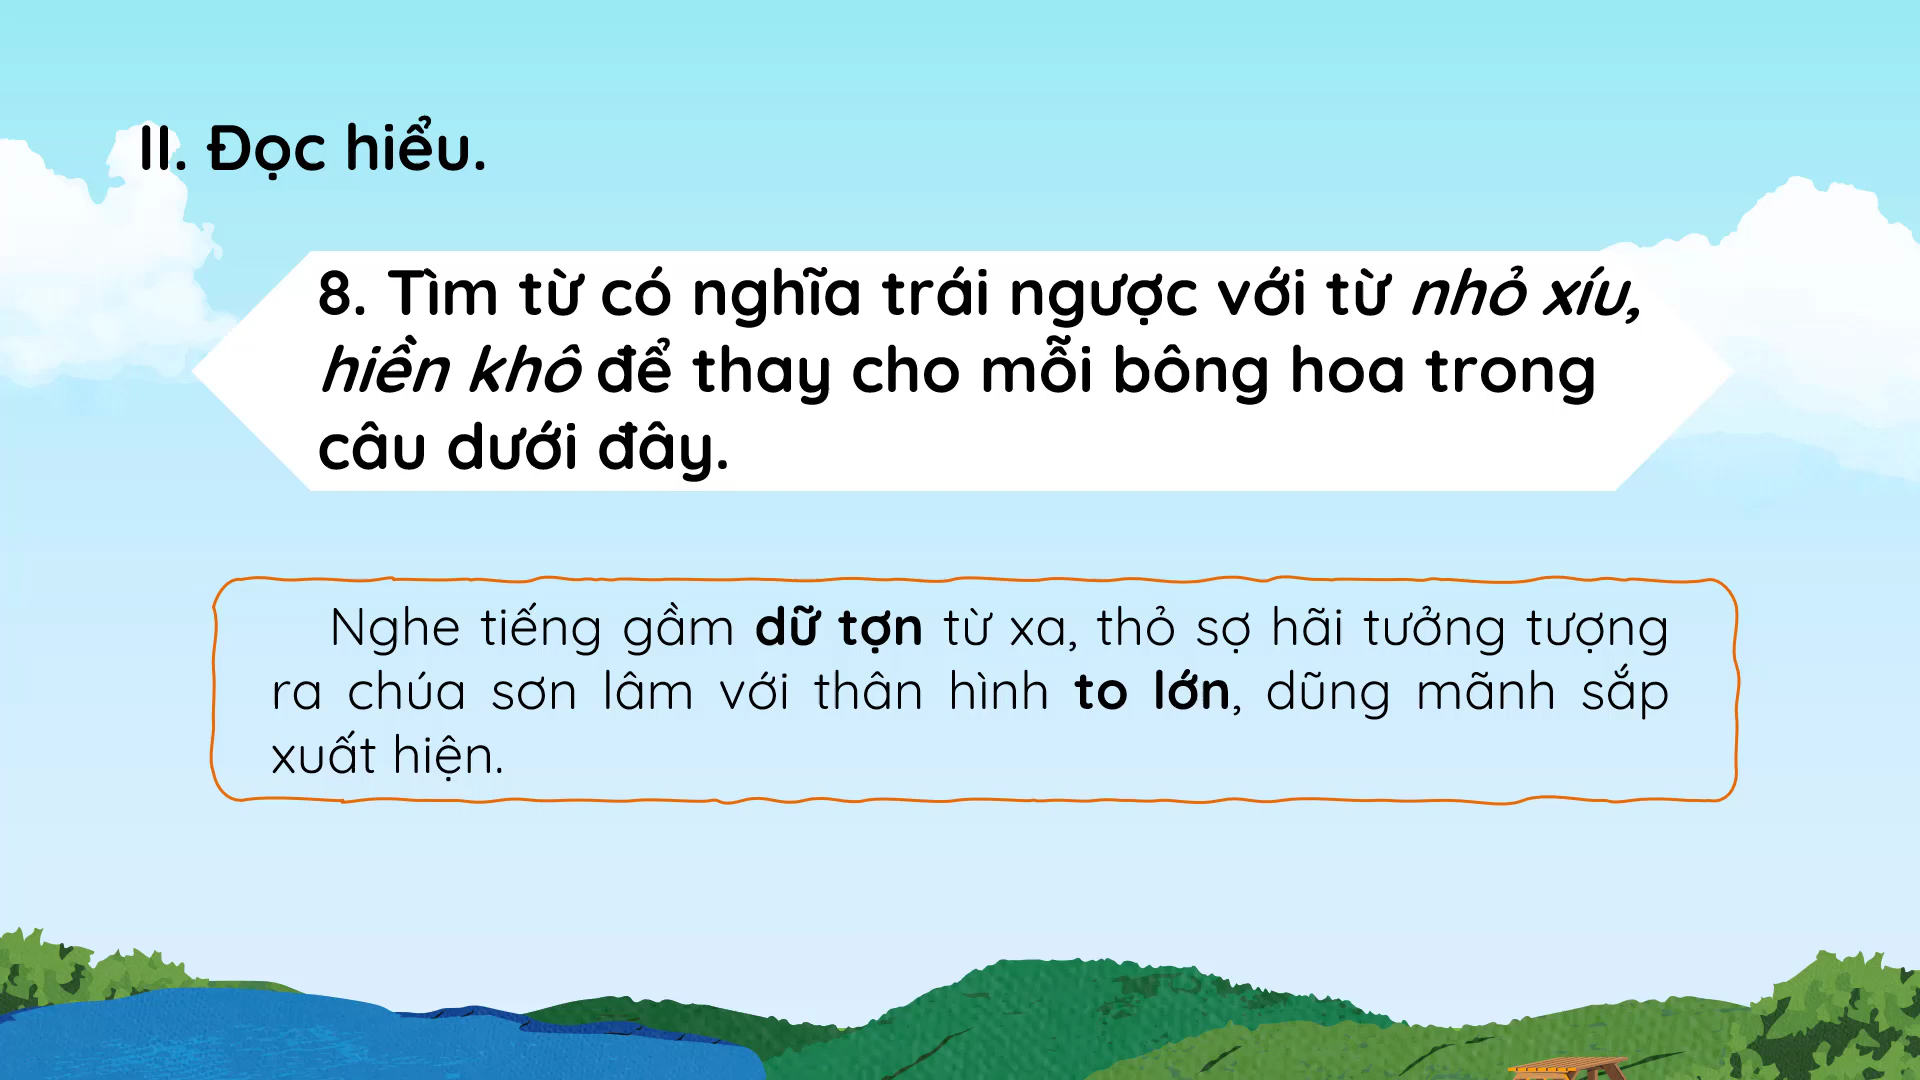 II. Đọc hiểu.
8. Tìm từ có nghĩa trái ngược với từ nhỏ xíu,
hiền khô để thay cho mỗi bông hoa trong
câu dưới đây.
Nghe tiếng gầm dữ tợn từ xa, thỏ sợ hãi tưởng tượng
ra chúa sơn lâm với thân hình to lớn, dũng mãnh sắp
xuất hiện.